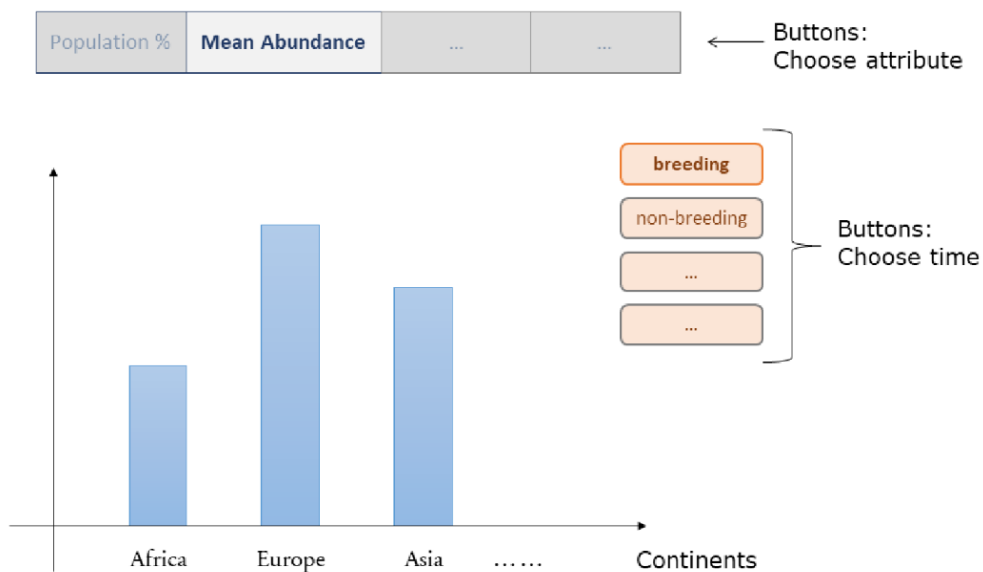 Population %
Mean Abundance
...
...
Buttons:
Choose attribute
breeding
non-breeding
...
...
Buttons:
Choose time
Africa
Europe
Asia
……
Continents